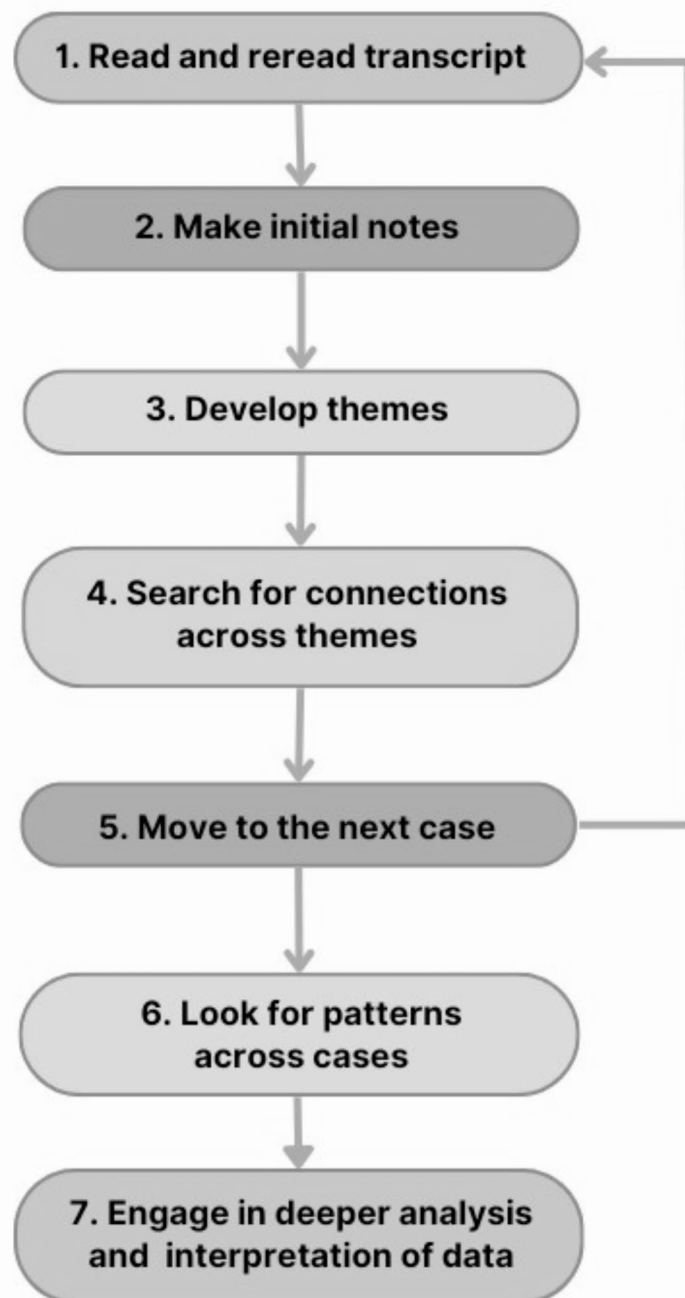 1. Read and reread transcript
2. Make initial notes
3. Develop themes
4. Search for connections
across themes
5. Move to the next case
6. Look for patterns
across cases
7. Engage in deeper analysis
and interpretation of data